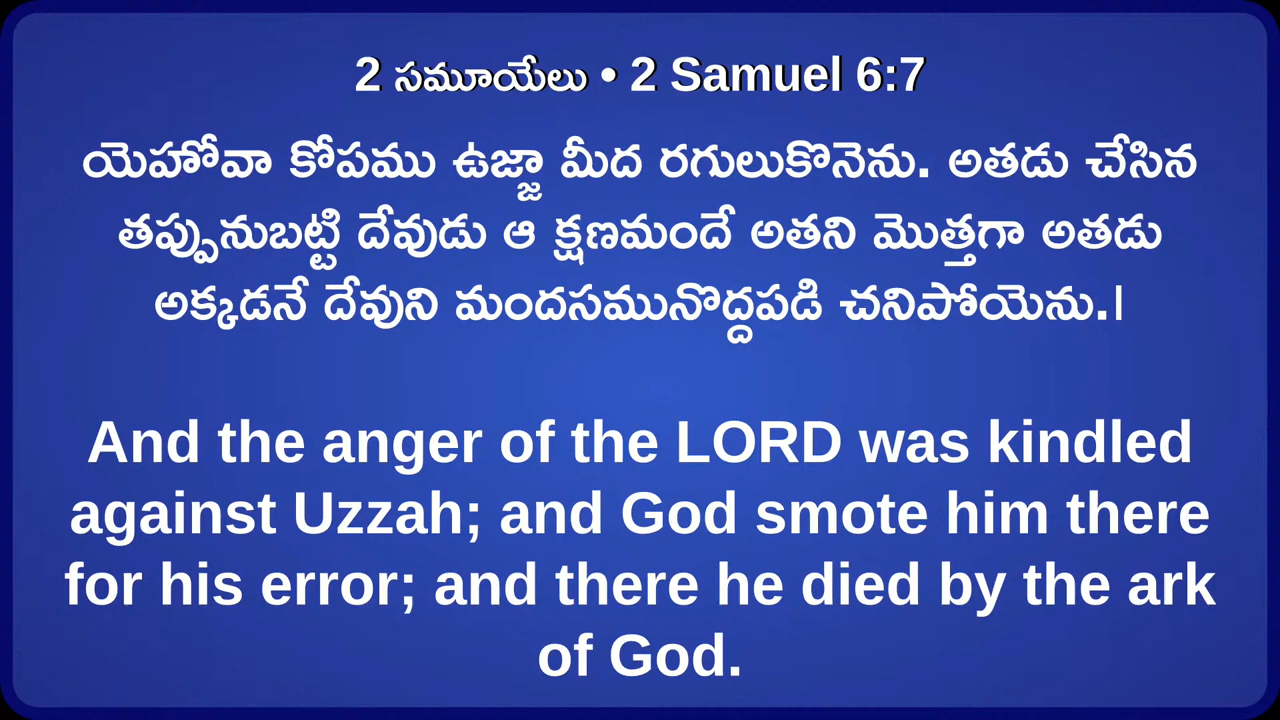 2 సమూయేలు • 2 Samuel 6:7
యెహోవా కోపము ఉజ్జా మీద రగులుకొనెను. అతడు చేసిన
తప్పునుబట్టి దేవుడు ఆ క్షణమందే అతని మొత్తగా అతడు
అక్కడనే దేవుని మందసమునొద్దపడి చనిపోయెను.।
And the anger of the LORD was kindled
against Uzzah; and God smote him there
for his error; and there he died by the ark
of God.